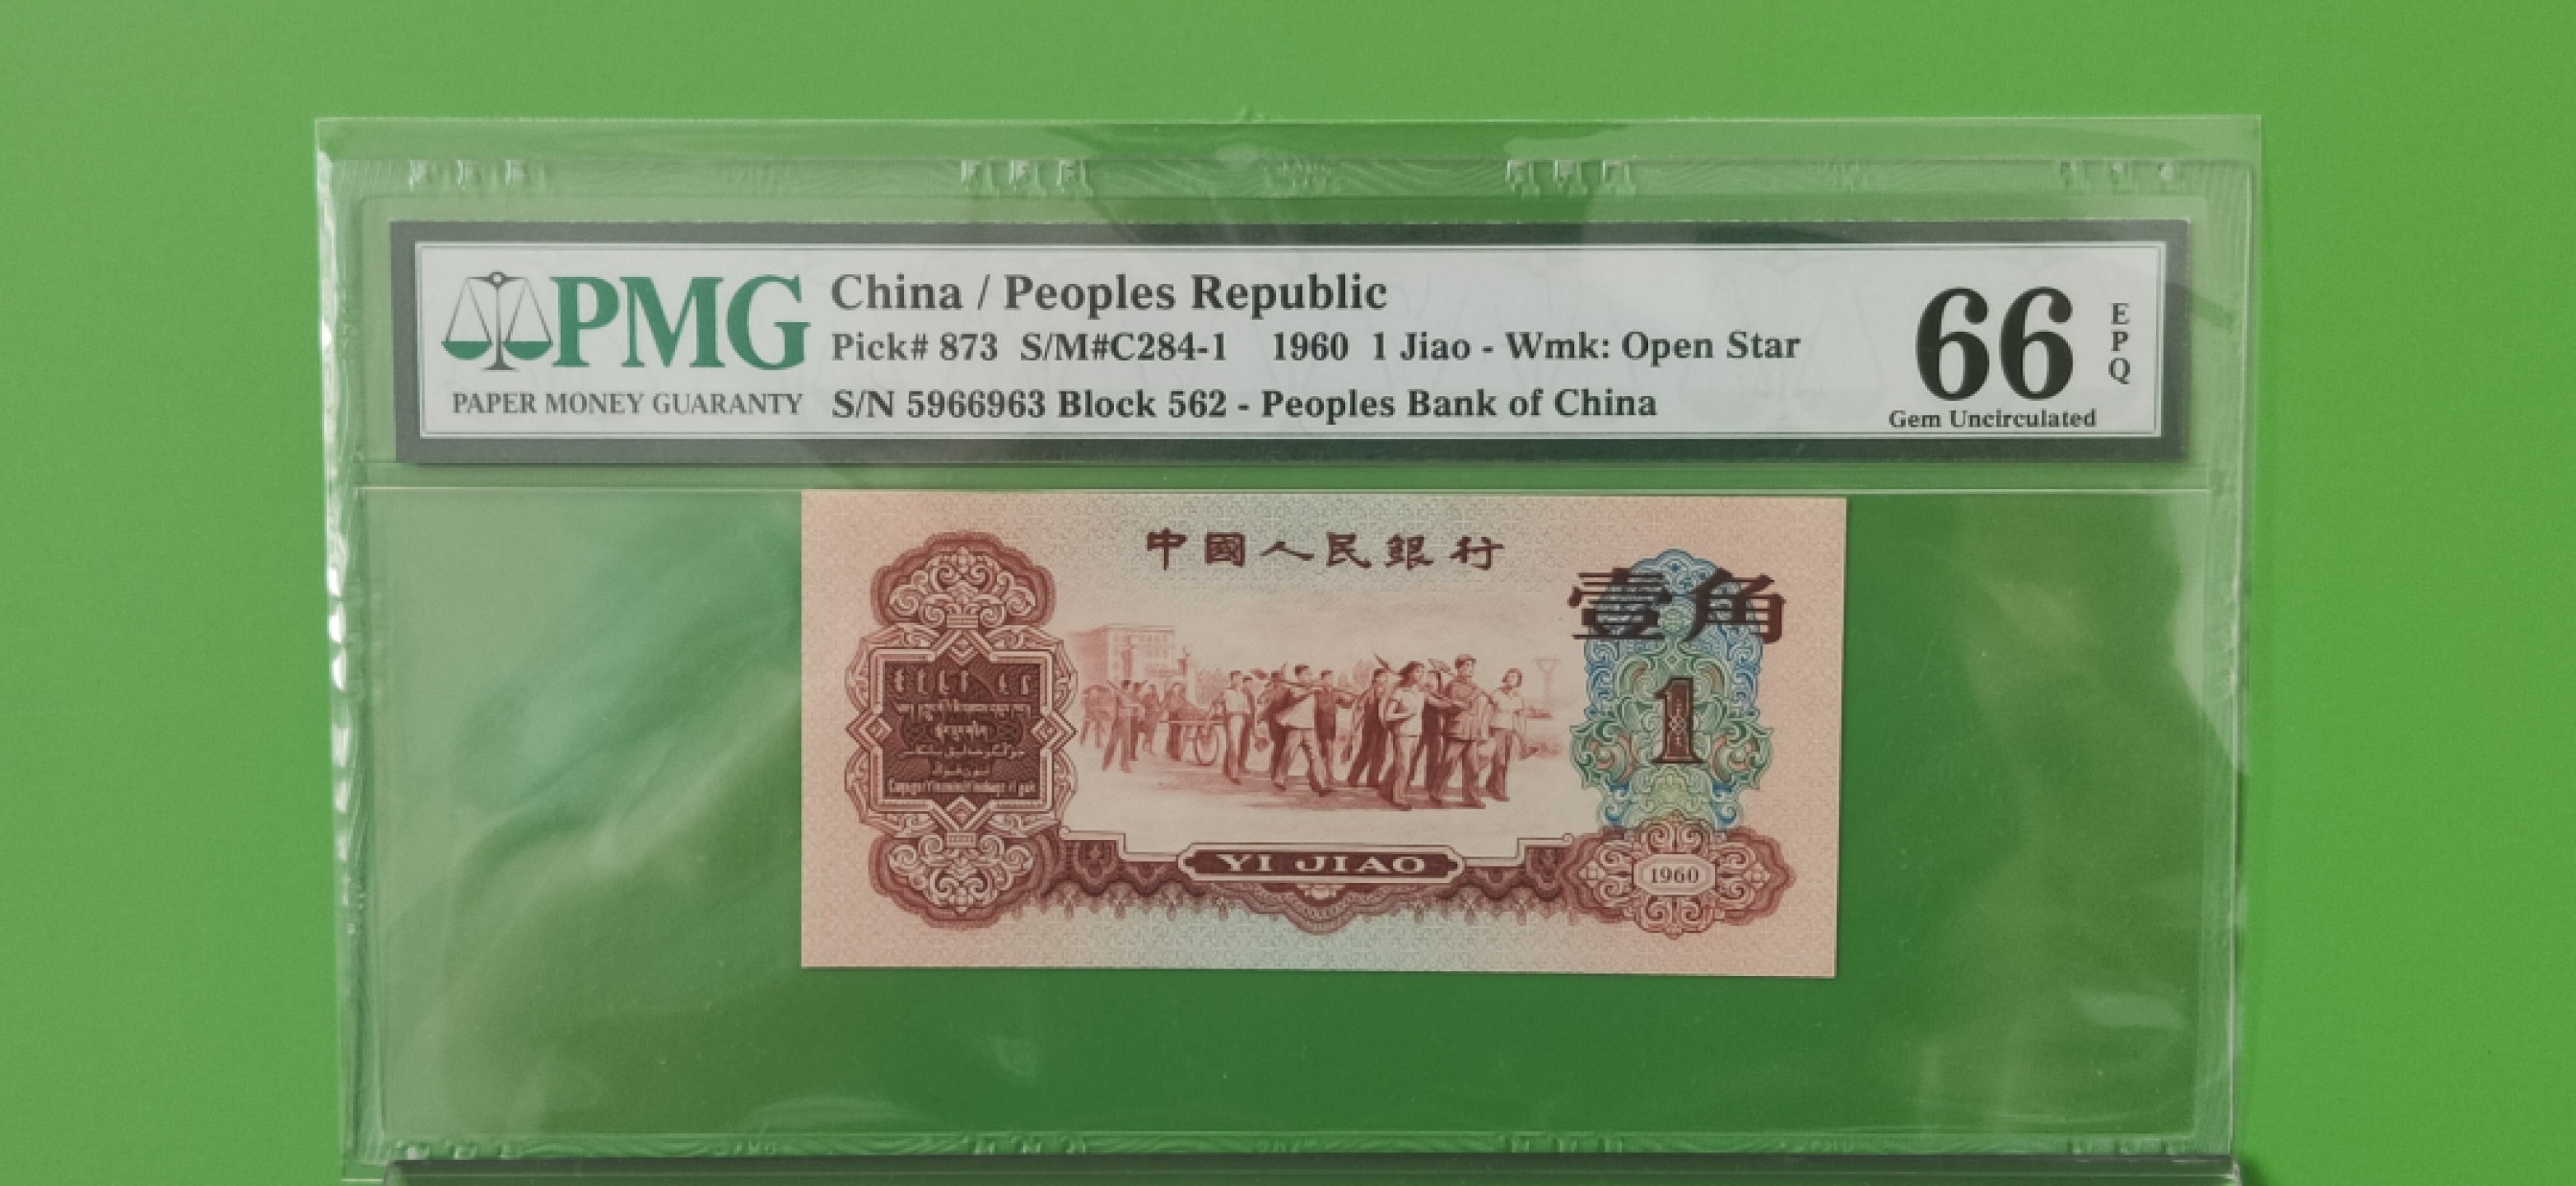 PMG
PAPER MONEY GUARANTY
China / Peoples Republic
Pick# 873 S/M#C284-1 1960 1 Jiao - Wmk: Open Star
S/N 5966963 Block 562 - Peoples Bank of China
66
EPQ
Gem Uncirculated
中國人民銀行
壹角
1
YI JIAO
1960